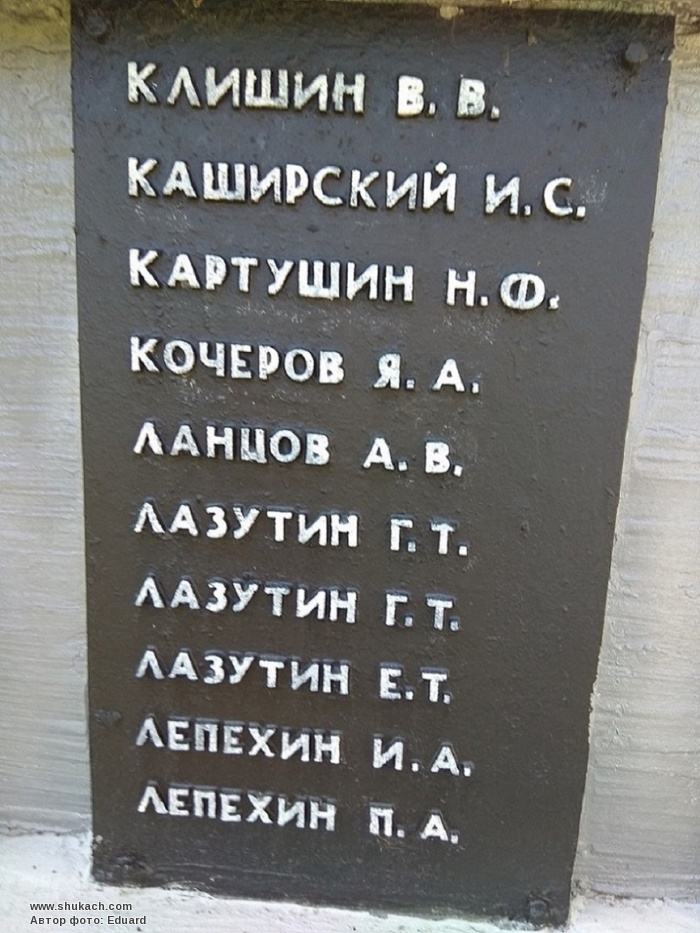 КЛИШИН В. В.
КАШИРСКИЙ И. С.
КАРТУШИН Н. Ф.
КОЧЕРОВ Я. А.
ЛАНЦОВ А. В.
ЛАЗУТИН Г. Т.
ЛАЗУТИН Г. Т.
ЛАЗУТИН Е. Т.
ЛЕПЕХИН И. А.
ЛЕПЕХИН П. А.
www.shukach.com
Автор фото: Eduard